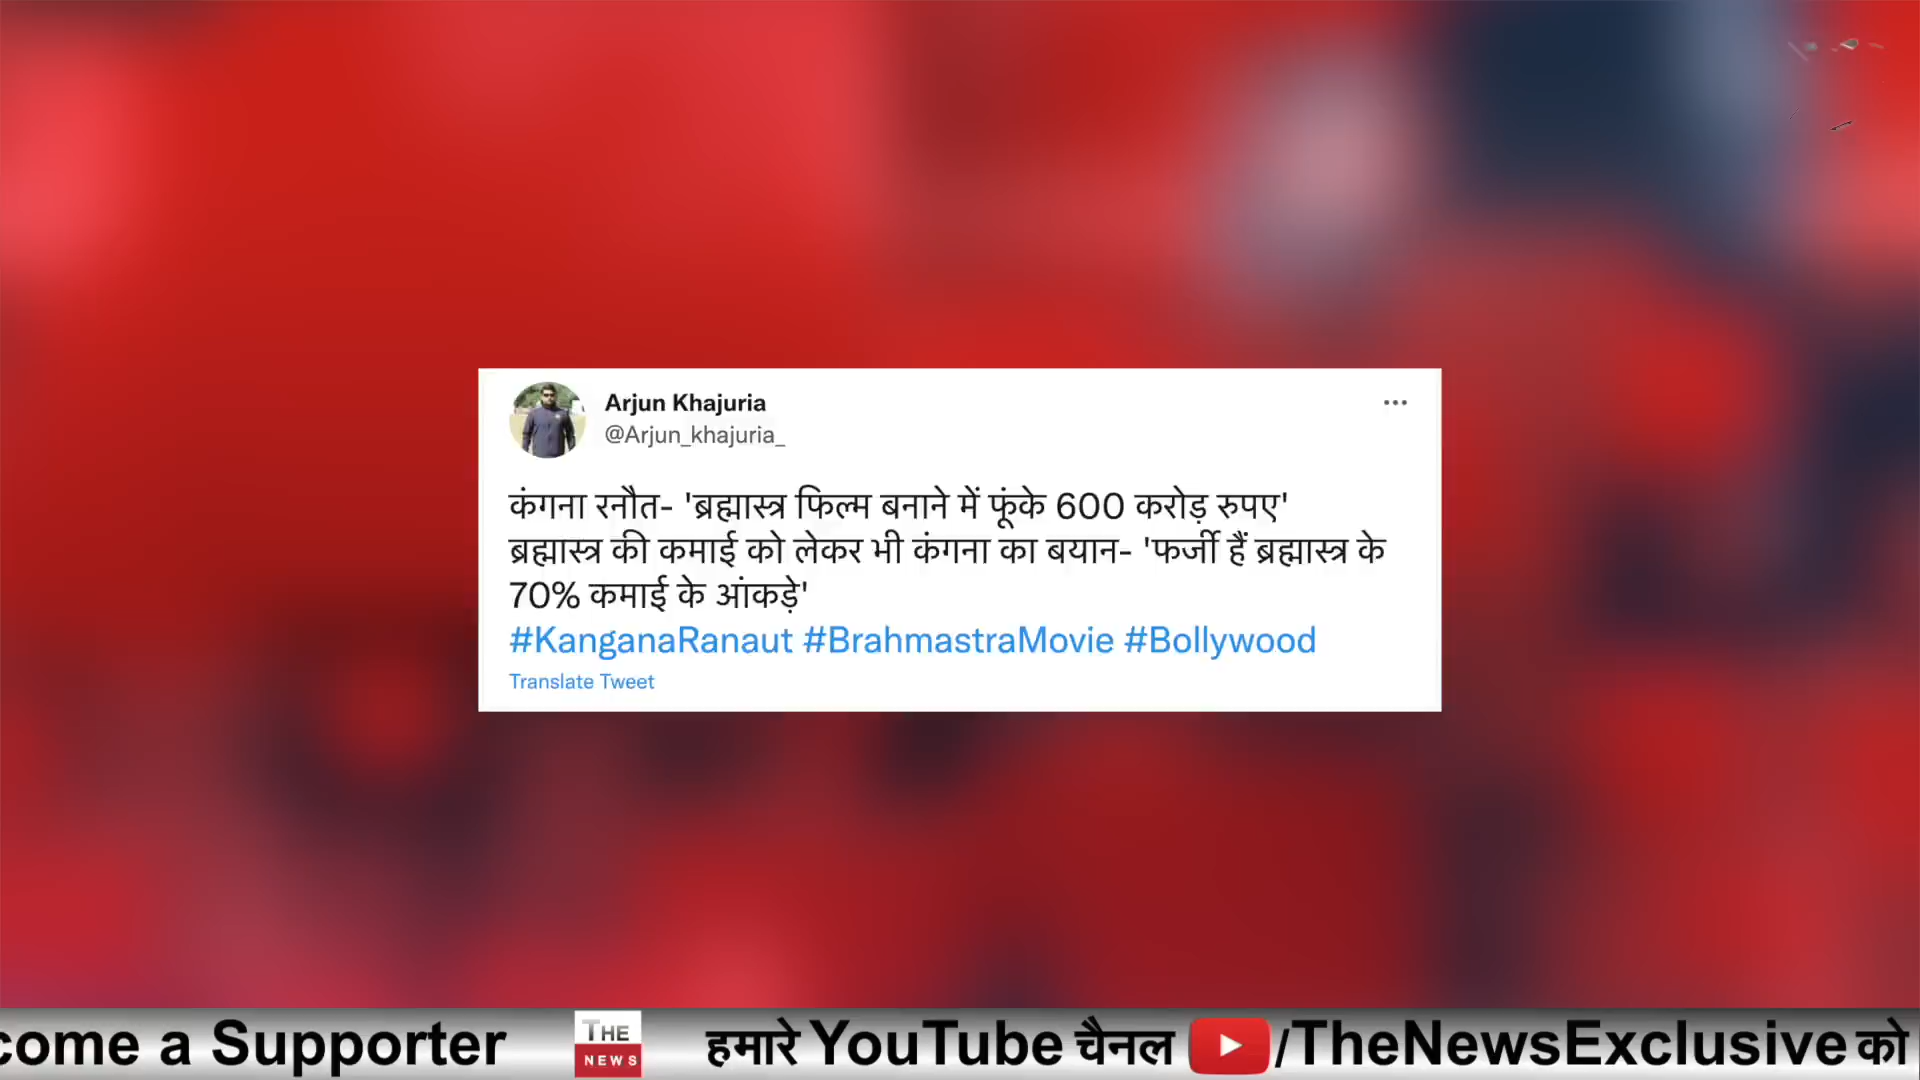 Arjun Khajuria
@Arjun_khajuria_
कंगना रनौत- 'ब्रह्मास्त्र फिल्म बनाने में फूंके 600 करोड़ रुपए'
ब्रह्मास्त्र की कमाई को लेकर भी कंगना का बयान- 'फर्जी हैं ब्रह्मास्त्र के
70% कमाई के आंकड़े'
#KanganaRanaut #BrahmastraMovie #Bollywood
Translate Tweet
come a Supporter THE NEWS हमारे YouTube चैनल /TheNewsExclusive को